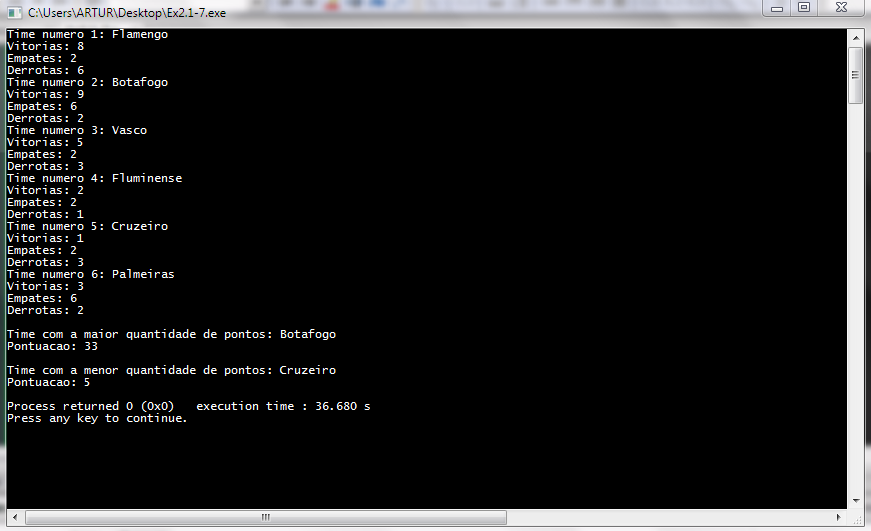 C:\Users\ARTUR\Desktop\Ex2.1-7.exe
Time numero 1: Flamengo
Vitorias: 8
Empates: 2
Derrotas: 6
Time numero 2: Botafogo
Vitorias: 9
Empates: 6
Derrotas: 2
Time numero 3: Vasco
Vitorias: 5
Empates: 2
Derrotas: 3
Time numero 4: Fluminense
Vitorias: 2
Empates: 2
Derrotas: 1
Time numero 5: Cruzeiro
Vitorias: 1
Empates: 2
Derrotas: 3
Time numero 6: Palmeiras
Vitorias: 3
Empates: 6
Derrotas: 2
Time com a maior quantidade de pontos: Botafogo
Pontuacao: 33
Time com a menor quantidade de pontos: Cruzeiro
Pontuacao: 5
Process returned 0 (0x0)   execution time : 36.680 s
Press any key to continue.